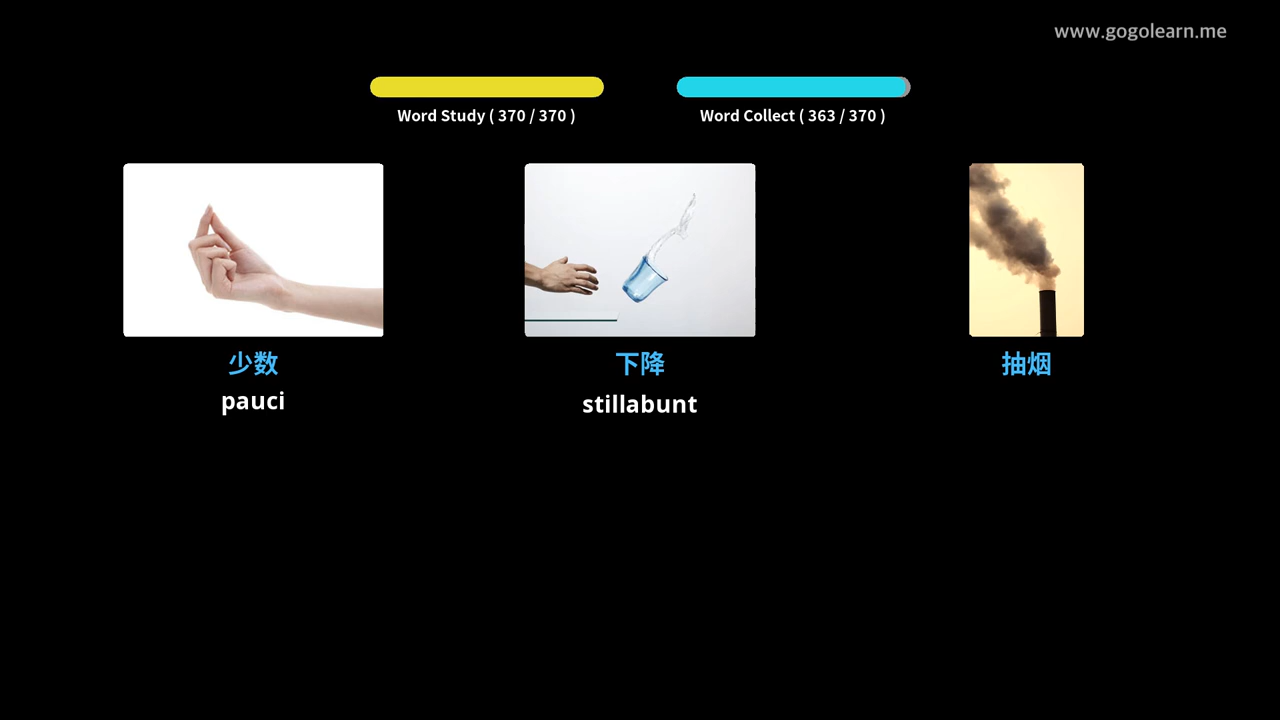 www.gogolearn.me
Word Study ( 370 / 370 )
Word Collect ( 363 / 370 )
少数
下降
抽烟
pauci
stillabunt